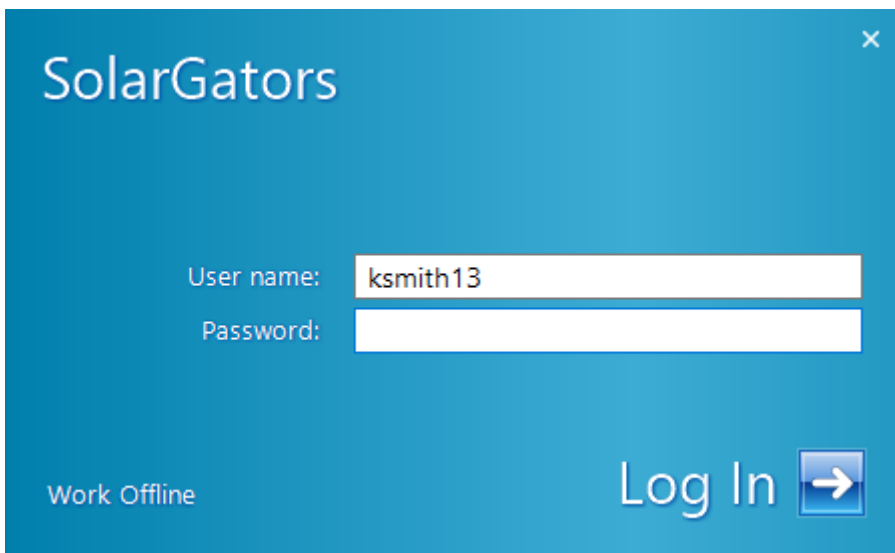 SolarGators
User name: ksmith13
Password:
Work Offline
Log In